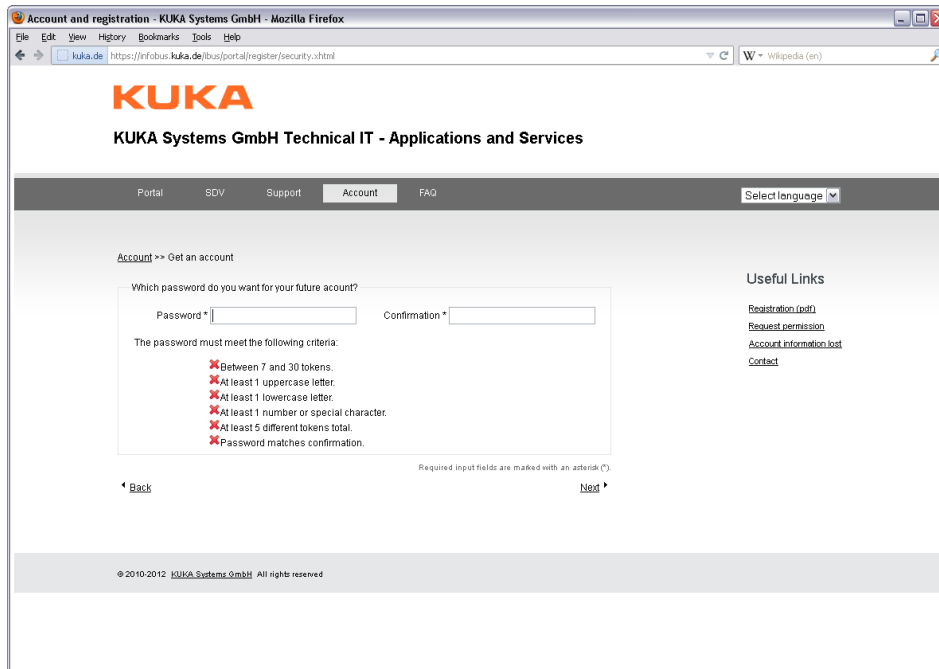 Account and registration - KUKA Systems GmbH - Mozilla Firefox
File Edit View History Bookmarks Tools Help
kuka.de https://infobus.kuka.de/ibus/portal/register/security.xhtml W Wikipedia (en)
KUKA
KUKA Systems GmbH Technical IT - Applications and Services
Portal SDV Support Account FAQ Select language
Account >> Get an account
Useful Links
Which password do you want for your future acount?
Registration (pdf)
Password * Confirmation *
Request permission
The password must meet the following criteria:
Account information lost
Contact
Between 7 and 30 tokens.
At least 1 uppercase letter.
At least 1 lowercase letter.
At least 1 number or special character.
At least 5 different tokens total.
Password matches confirmation.
Required input fields are marked with an asterisk (*).
Back Next
© 2010-2012 KUKA Systems GmbH All rights reserved